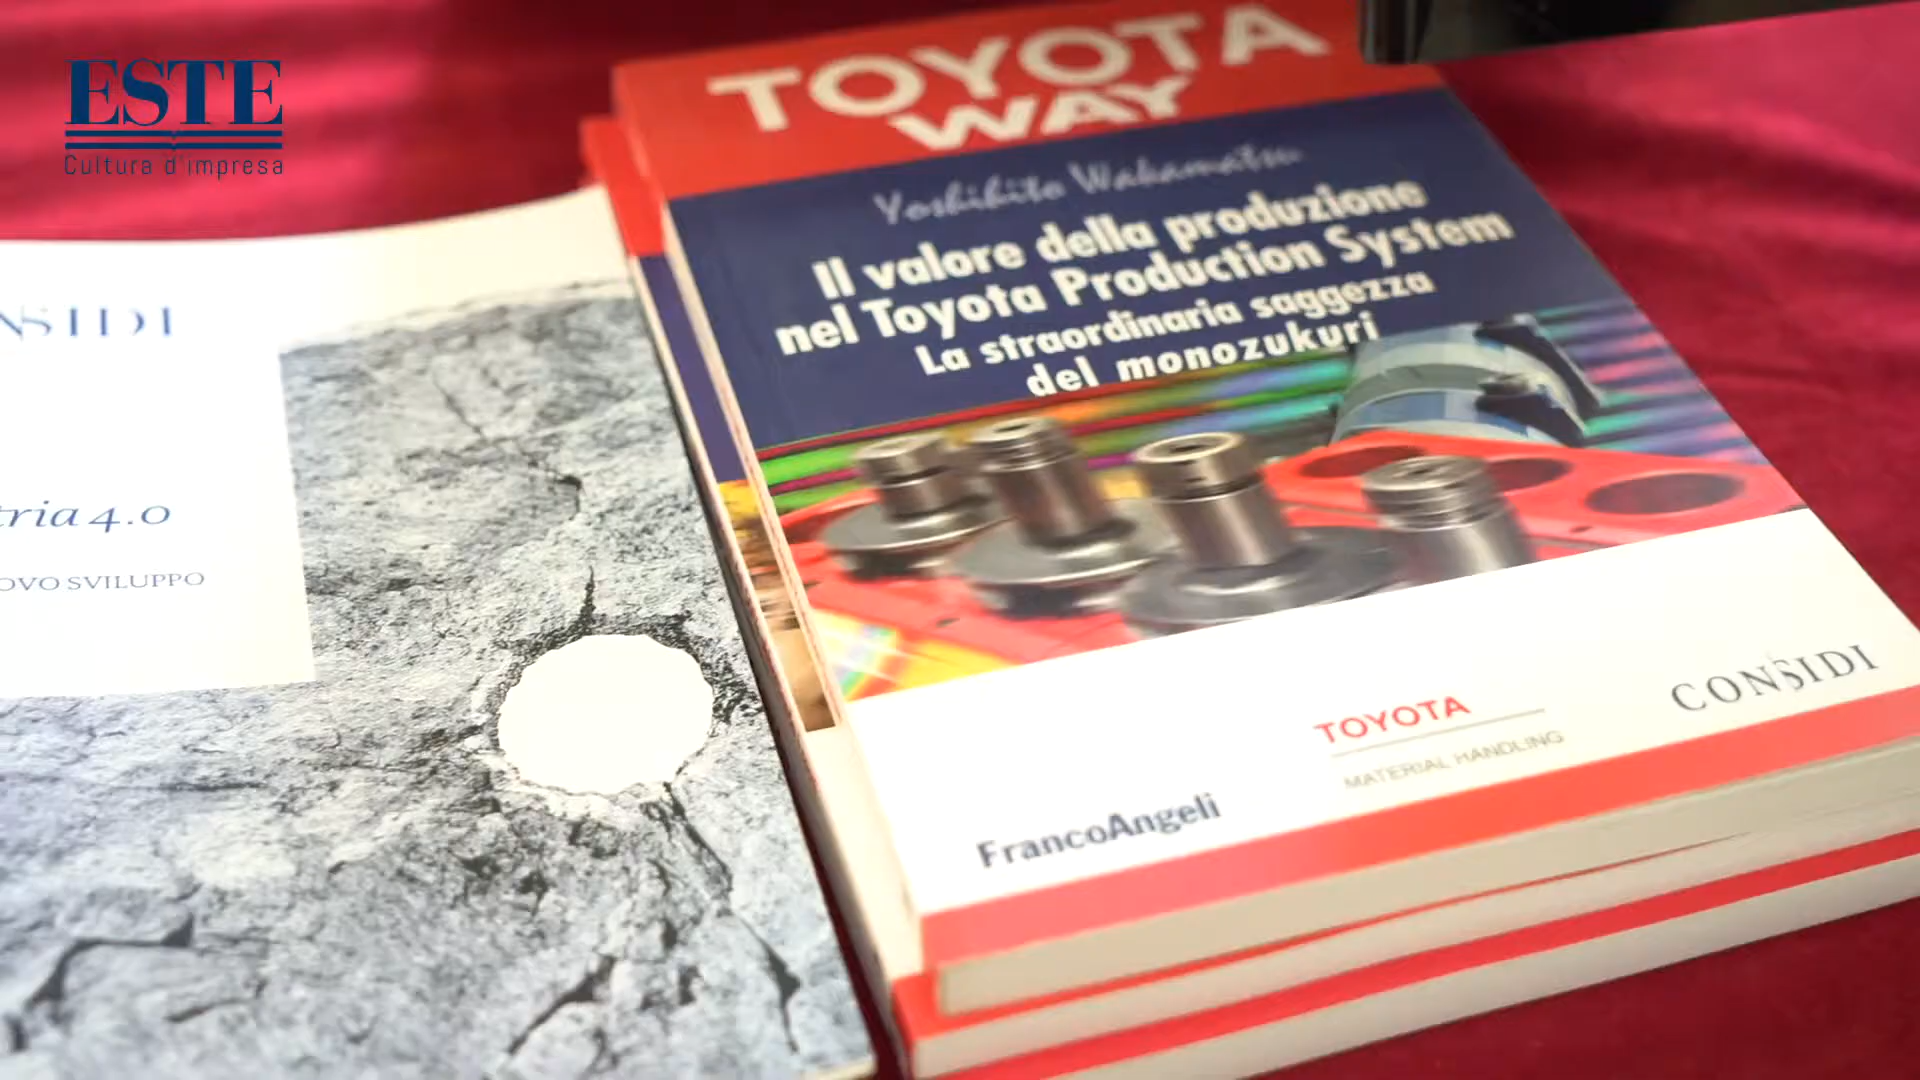 ESTE
Cultura d'impresa
NSIDI
tria 4.0
OVO SVILUPPO
TOYOTA
WAY
Yoshihito Wakamatsu
Il valore della produzione
nel Toyota Production System
La straordinaria saggezza
del monozukuri
TOYOTA
MATERIAL HANDLING
CONSIDI
FrancoAngeli